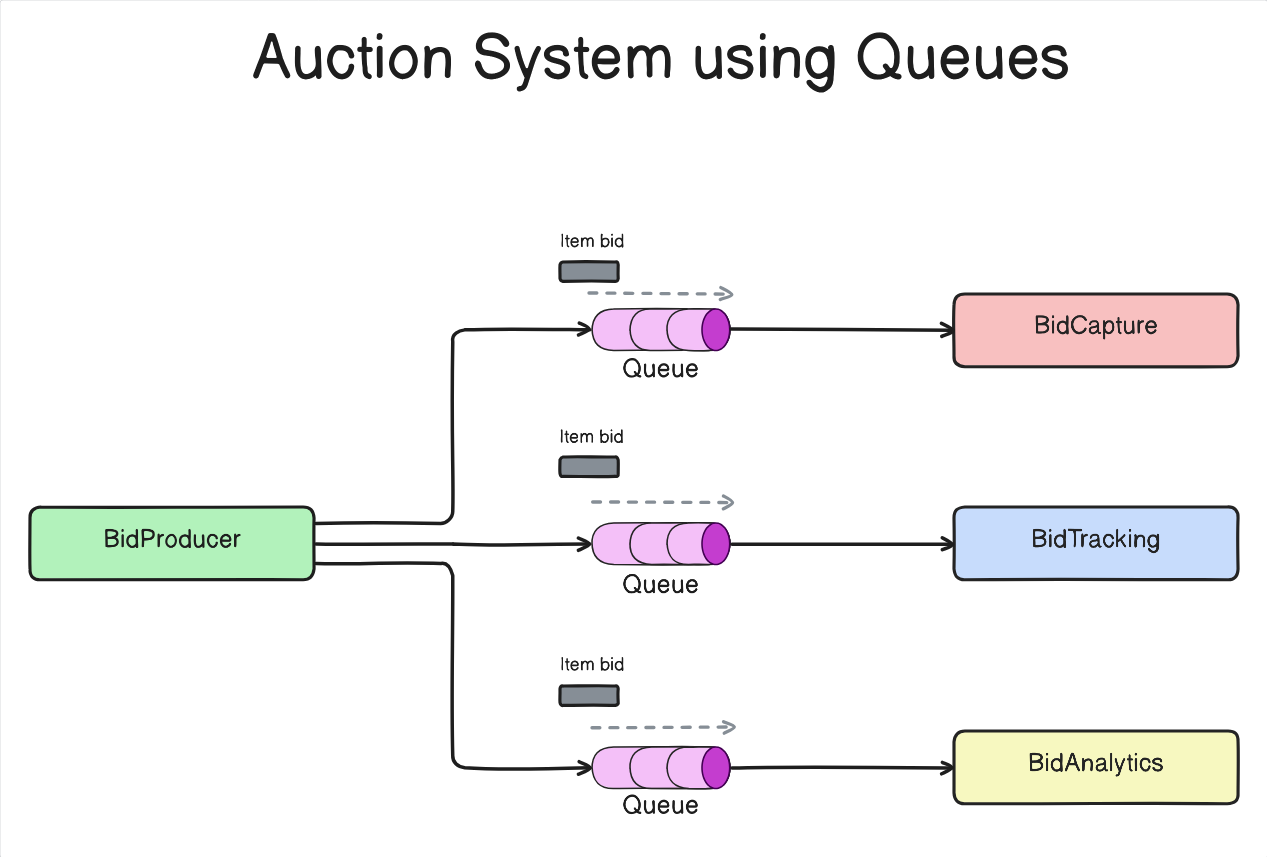 Auction System using Queues
Item bid
Queue
BidCapture
Item bid
BidProducer
Queue
BidTracking
Item bid
Queue
BidAnalytics